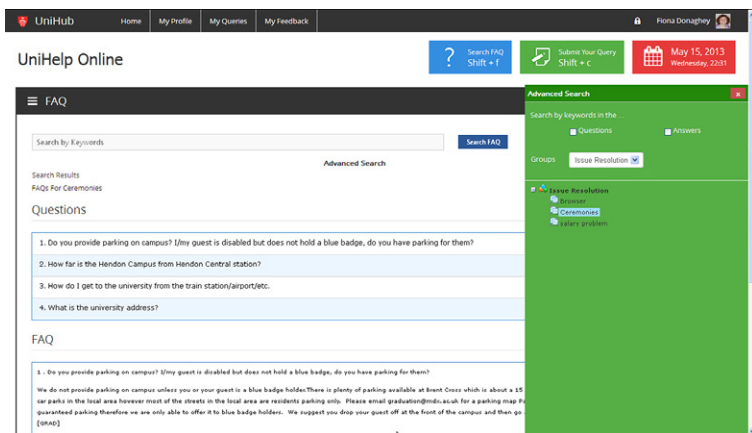 UniHub Home My Profile My Queries My Feedback Fiona Donaghey
UniHelp Online
? Search FAQ
Shift + f
Submit Your Query
Shift + c
May 15, 2013
Wednesday, 22:31
FAQ
Search by Keywords Search FAQ
Advanced Search
Search Results
FAQs For Ceremonies
Questions
1. Do you provide parking on campus? I/my guest is disabled but does not hold a blue badge, do you have parking for them?
2. How far is the Hendon Campus from Hendon Central station?
3. How do I get to the university from the train station/airport/etc.
4. What is the university address?
FAQ
1 . Do you provide parking on campus? I/my guest is disabled but does not hold a blue badge, do you have parking for them?
We do not provide parking on campus unless you or your guest is a blue badge holder.There is plenty of parking available at Brent Cross which is about a 15
car parks in the local area however most of the streets in the local area are residents parking only. Please email graduation@mdx.ac.uk for a parking map
guaranteed parking therefore we are only able to offer it to blue badge holders. We suggest you drop your guest off at the front of the campus and then go
[GRAD]
Advanced Search x
Search by keywords in the ...
Questions Answers
Groups Issue Resolution
Issue Resolution
Browser
Ceremonies
salary problem